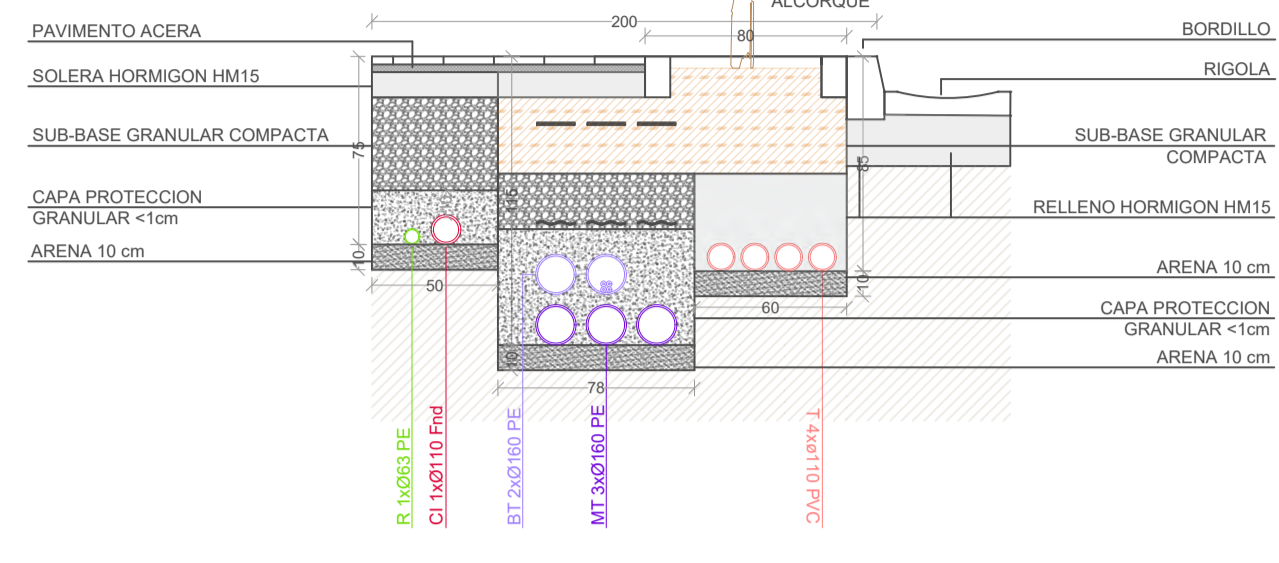 ALCORQUE
200
80
PAVIMENTO ACERA
BORDILLO
SOLERA HORMIGON HM15
RIGOLA
SUB-BASE GRANULAR COMPACTA
75
85
SUB-BASE GRANULAR
COMPACTA
115
CAPA PROTECCION
GRANULAR <1cm
RELLENO HORMIGON HM15
ARENA 10 cm
10
ARENA 10 cm
10
50
60
CAPA PROTECCION
GRANULAR <1cm
10
ARENA 10 cm
78
R 1xØ63 PE
CI 1xØ110 Fnd
BT 2xØ160 PE
MT 3xØ160 PE
T 4xø110 PVC